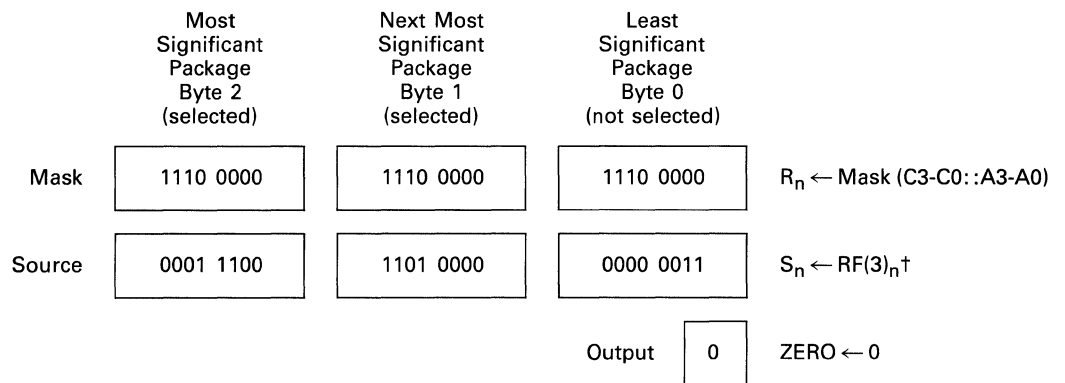 Most Next Most Least
Significant Significant Significant
Package Package Package
Byte 2 Byte 1 Byte 0
(selected) (selected) (not selected)
Mask 1110 0000 1110 0000 1110 0000 Rn ← Mask (C3-C0::A3-A0)
Source 0001 1100 1101 0000 0000 0011 Sn ← RF(3)n†
Output 0 ZERO ← 0